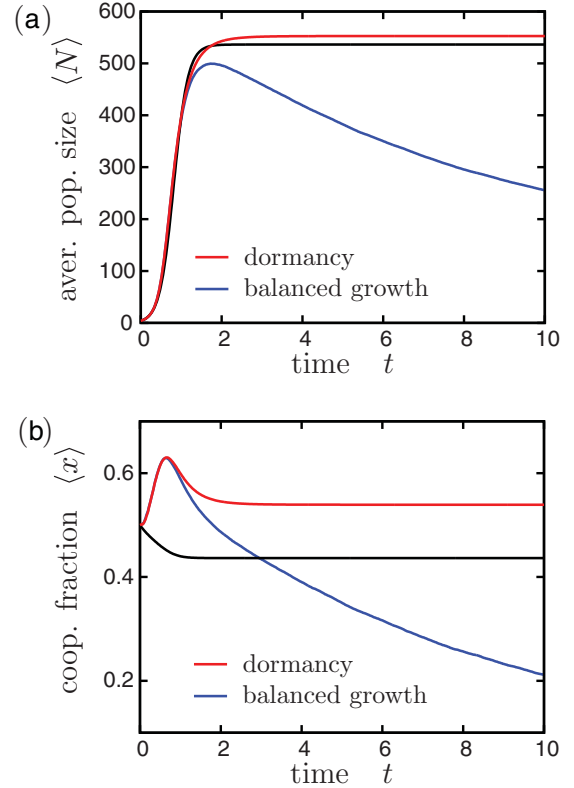 (a)
aver. pop. size ⟨N⟩
600
500
400
300
200
100
0
dormancy
balanced growth
0 2 4 6 8 10
time t
(b)
coop. fraction ⟨x⟩
0.6
0.4
0.2
dormancy
balanced growth
0 2 4 6 8 10
time t